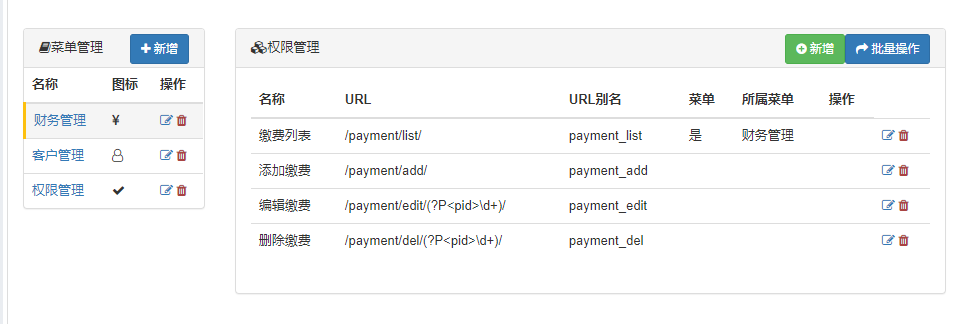 菜单管理 新增
名称 图标 操作
财务管理 ¥
客户管理
权限管理
权限管理 新增 批量操作
名称 URL URL别名 菜单 所属菜单 操作
缴费列表 /payment/list/ payment_list 是 财务管理
添加缴费 /payment/add/ payment_add
编辑缴费 /payment/edit/(?P<pid>\d+)/ payment_edit
删除缴费 /payment/del/(?P<pid>\d+)/ payment_del